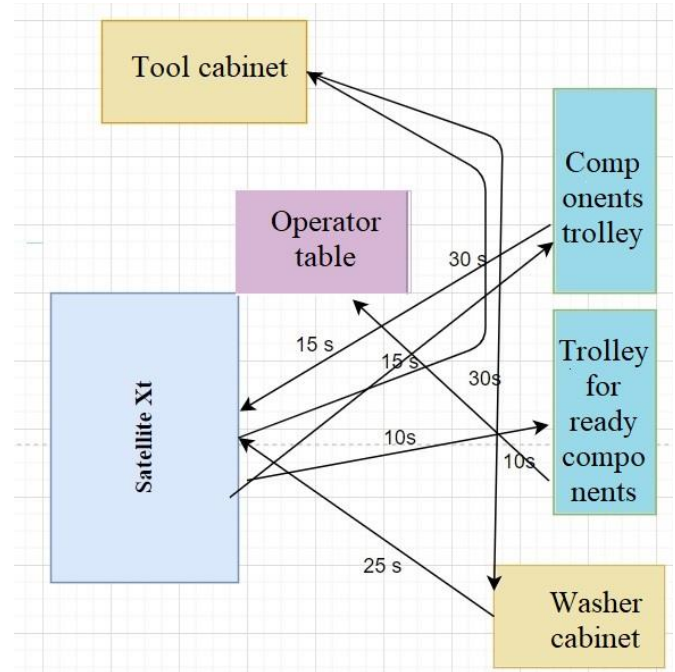 Tool cabinet
Comp
onents
trolley
Operator
table
30 s
15 s
15 s
30s
Trolley
for
ready
compo
nents
Satellite Xt
10s
10s
25 s
Washer
cabinet